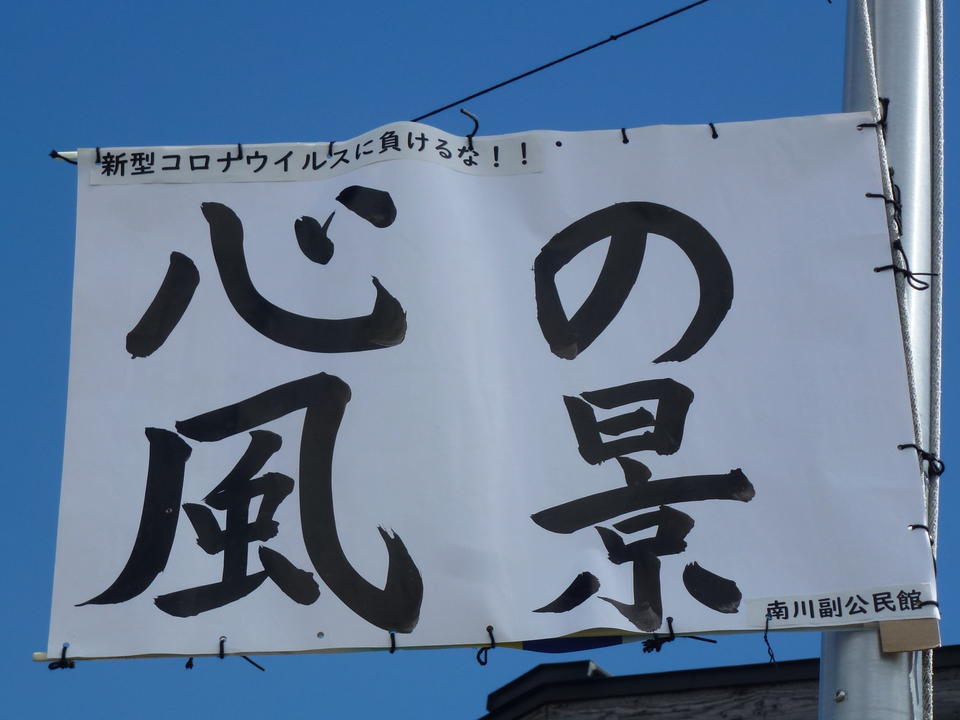 新型コロナウイルスに負けるな!!
心の
風景
南川副公民館